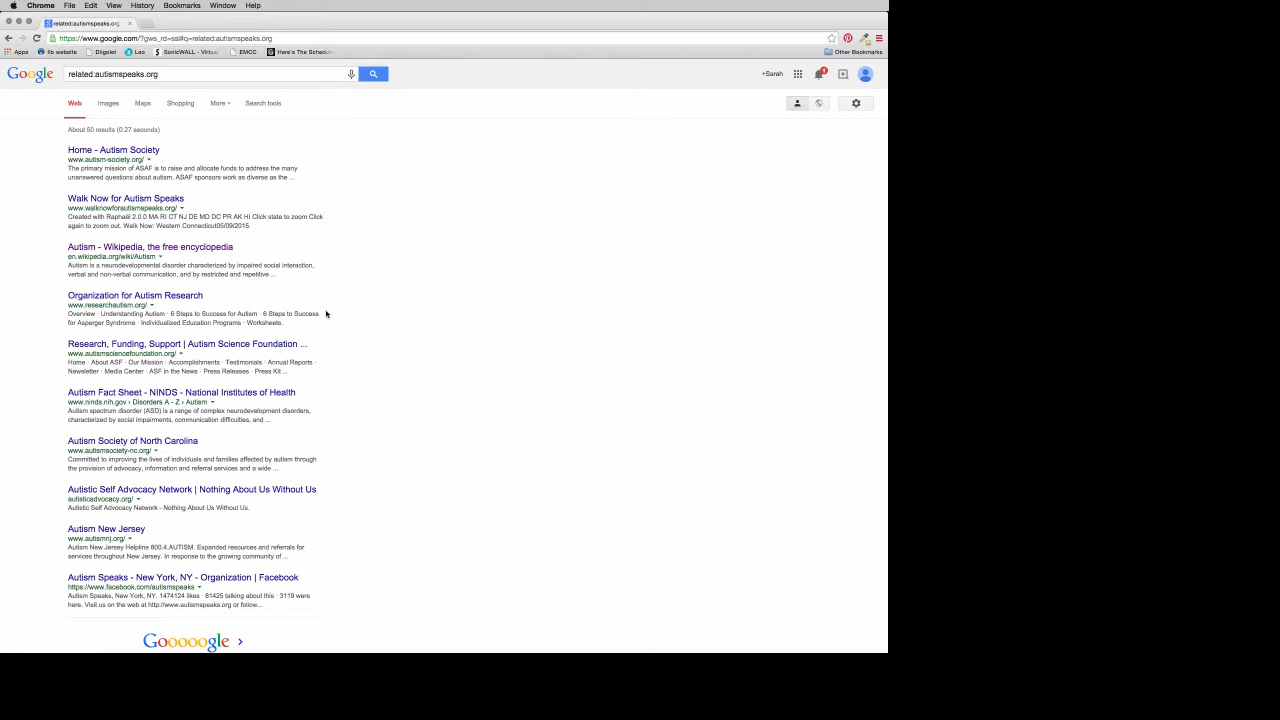 Chrome File Edit View History Bookmarks Window Help
related:autismspeaks.org
https://www.google.com/?gws_rd=ssl#q=related:autismspeaks.org
Apps lib website Diigolet Leo SonicWALL - Virtual EMCC Here's The Schedu Other Bookmarks
Google related:autismspeaks.org +Sarah 1
Web Images Maps Shopping More Search tools
About 50 results (0.27 seconds)
Home - Autism Society
www.autism-society.org/
The primary mission of ASAF is to raise and allocate funds to address the many
unanswered questions about autism. ASAF sponsors work as diverse as the ...
Walk Now for Autism Speaks
www.walknowforautismspeaks.org/
Created with Raphaël 2.0.0 MA RI CT NJ DE MD DC PR AK HI Click state to zoom Click
again to zoom out. Walk Now: Western Connecticut05/09/2015.
Autism - Wikipedia, the free encyclopedia
en.wikipedia.org/wiki/Autism
Autism is a neurodevelopmental disorder characterized by impaired social interaction,
verbal and non-verbal communication, and by restricted and repetitive ...
Organization for Autism Research
www.researchautism.org/
Overview · Understanding Autism · 6 Steps to Success for Autism · 6 Steps to Success
for Asperger Syndrome · Individualized Education Programs · Worksheets.
Research, Funding, Support | Autism Science Foundation ...
www.autismsciencefoundation.org/
Home · About ASF · Our Mission · Accomplishments · Testimonials · Annual Reports ·
Newsletter · Media Center · ASF in the News · Press Releases · Press Kit ...
Autism Fact Sheet - NINDS - National Institutes of Health
www.ninds.nih.gov › Disorders A - Z › Autism
Autism spectrum disorder (ASD) is a range of complex neurodevelopment disorders,
characterized by social impairments, communication difficulties, and ...
Autism Society of North Carolina
www.autismsociety-nc.org/
Committed to improving the lives of individuals and families affected by autism through
the provision of advocacy, information and referral services and a wide ...
Autistic Self Advocacy Network | Nothing About Us Without Us
autisticadvocacy.org/
Autistic Self Advocacy Network - Nothing About Us Without Us.
Autism New Jersey
www.autismnj.org/
Autism New Jersey Helpline 800.4.AUTISM. Expanded resources and referrals for
services throughout New Jersey. In response to the growing community of ...
Autism Speaks - New York, NY - Organization | Facebook
https://www.facebook.com/autismspeaks
Autism Speaks, New York, NY. 1474124 likes · 81425 talking about this · 3119 were
here. Visit us on the web at http://www.autismspeaks.org or follow...
Gooooogle